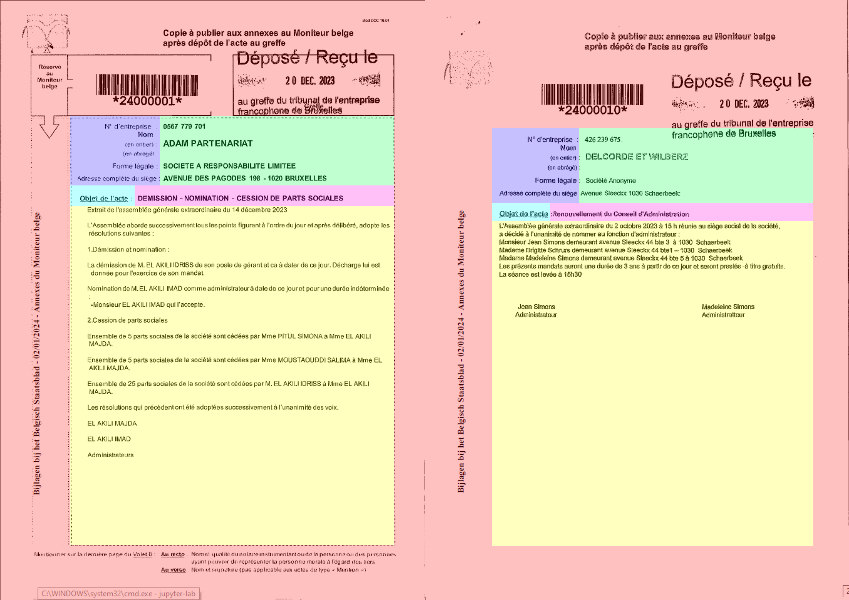 Copie à publier aux annexes au Moniteur belge
après dépôt de l'acte au greffe
Réservé
au
Moniteur
belge
*24000001*
Déposé / Reçu le
20 DEC. 2023
au greffe du tribunal de l'entreprise
francophone de Bruxelles
N° d'entreprise : 0567 779 701
Nom
(en entier) : ADAM PARTENARIAT
(en abrégé) :
Forme légale : SOCIETE A RESPONSABILITE LIMITEE
Adresse complète du siège : AVENUE DES PAGODES 196 - 1020 BRUXELLES
Objet de l'acte : DEMISSION - NOMINATION - CESSION DE PARTS SOCIALES
Extrait de l'assemblée générale extraordinaire du 14 décembre 2023
L'Assemblée aborde successivement tous les points figurant à l'ordre du jour et après délibéré, adopte les
résolutions suivantes :
1.Démission et nomination :
La démission de M. EL AKILI IDRISS de son poste de gérant et ce à dater de ce jour. Décharge lui est
donnée pour l'exercice de son mandat.
Nomination de M. EL AKILI IMAD comme administrateur à date de ce jour et pour une durée indéterminée
-Monsieur EL AKILI IMAD qui l'accepte.
2.Cession de parts sociales
Ensemble de 5 parts sociales de la société sont cédées par Mme PITUL SIMONA à Mme EL AKILI
MAJDA.
Ensemble de 5 parts sociales de la société sont cédées par Mme MOUSTAOUDDI SALIMA à Mme EL
AKILI MAJDA.
Ensemble de 25 parts sociales de la société sont cédées par M. EL AKILI IDRISS à Mme EL AKILI
MAJDA.
Les résolutions qui précèdent ont été adoptées successivement à l'unanimité des voix.
EL AKILI MAJDA
EL AKILI IMAD
Administrateurs
Bijlagen bij het Belgisch Staatsblad - 02/01/2024 - Annexes du Moniteur belge
Mentionner sur la dernière page du Volet B : Au recto : Nom et qualité du notaire instrumentant ou de la personne ou des personnes
ayant pouvoir de représenter la personne morale à l'égard des tiers
Au verso : Nom et signature (pas applicable aux actes de type « Mention »)
C:\WINDOWS\system32\cmd.exe - jupyter-lab
Copie à publier aux annexes au Moniteur belge
après dépôt de l'acte au greffe
*24000010*
Déposé / Reçu le
20 DEC. 2023
au greffe du tribunal de l'entreprise
francophone de Bruxelles
N° d'entreprise : 426 239 675
Nom
(en entier) : DELCORDE ET WILBERZ
(en abrégé) :
Forme légale : Société Anonyme
Adresse complète du siège Avenue Sleeckx 1030 Schaerbeek
Objet de l'acte : Renouvellement du Conseil d'Administration
L'Assemblée générale extraordinaire du 2 octobre 2023 à 15 h réunie au siège social de la société,
a décidé à l'unanimité de nommer au fonction d'administrateur :
Monsieur Jean Simons demeurant avenue Sleeckx 44 bte 3 à 1030 Schaerbeek
Madame Brigitte Schruns demeurant avenue Sleeckx 44 bte1 – 1030 Schaerbeek
Madame Madeleine Simons demeurant avenue Sleeckx 44 bte 5 à 1030 Schaerbeek
Les présents mandats auront une durée de 3 ans à partir de ce jour et seront prestés à titre gratuits.
La séance est levée à 15h30
Jean Simons
Administrateur
Madeleine Simons
Administrateur
Bijlagen bij het Belgisch Staatsblad - 02/01/2024 - Annexes du Moniteur belge